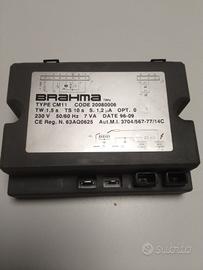 BRAHMA
TYPE CM11 CODE 20080006
TW 1,5 s TS 10 s S. 1,2 µA OPT. 0
230 V 50/60 Hz 7 VA DATE 96-09
CE Reg. N. 63AQ0625 Aut.M.I. 3704/567-77/14C
Subito